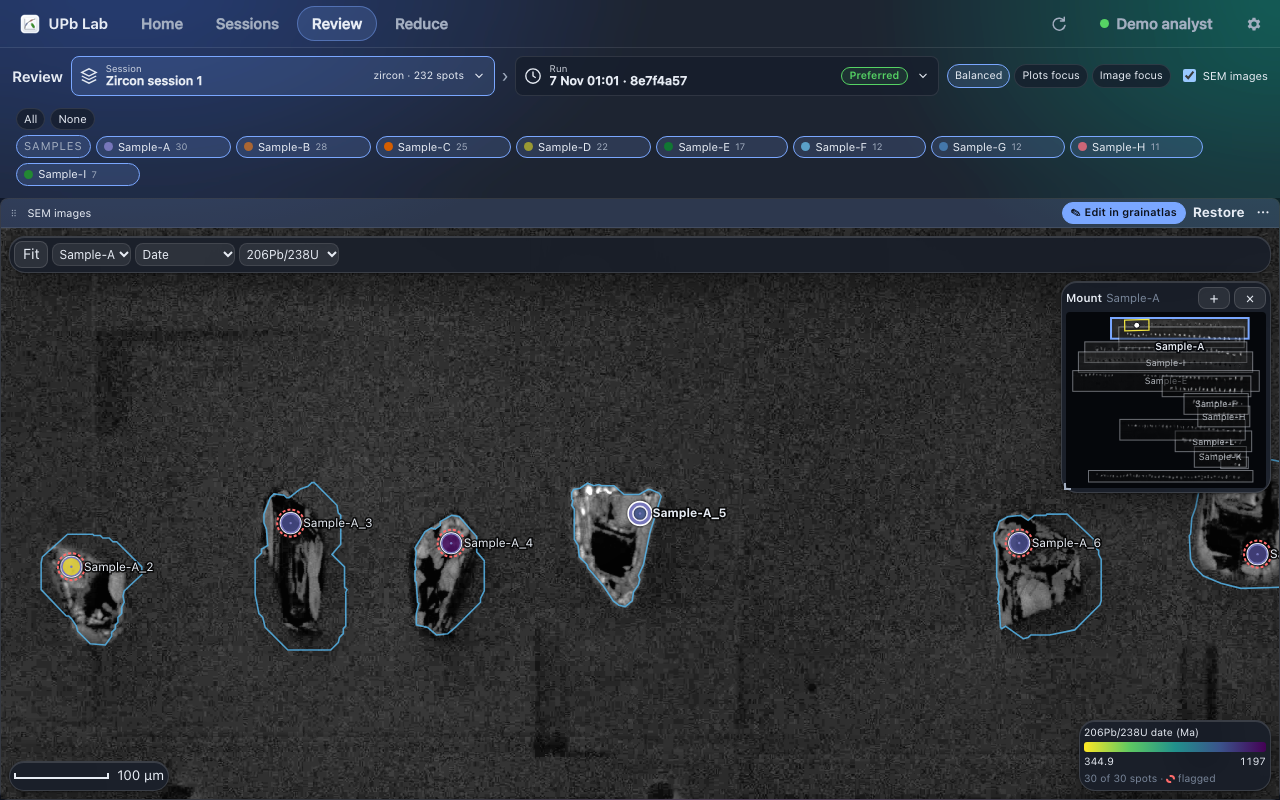 UPb Lab Home Sessions Review Reduce Demo analyst
Review
Session
Zircon session 1
zircon · 232 spots
›
Run
7 Nov 01:01 · 8e7f4a57
Preferred
Balanced Plots focus Image focus SEM images
All None
SAMPLES Sample-A 30 Sample-B 28 Sample-C 25 Sample-D 22 Sample-E 17 Sample-F 12 Sample-G 12 Sample-H 11
Sample-I 7
SEM images ✎ Edit in grainatlas Restore ···
Fit Sample-A Date 206Pb/238U
Mount Sample-A + ×
Sample-A
Sample-I
Sample-E
Sample-F
Sample-H
Sample-L
Sample-K
Sample-A_5
Sample-A_3
Sample-A_4
Sample-A_6
S
Sample-A_2
206Pb/238U date (Ma)
344.9 1197
30 of 30 spots · flagged
100 µm